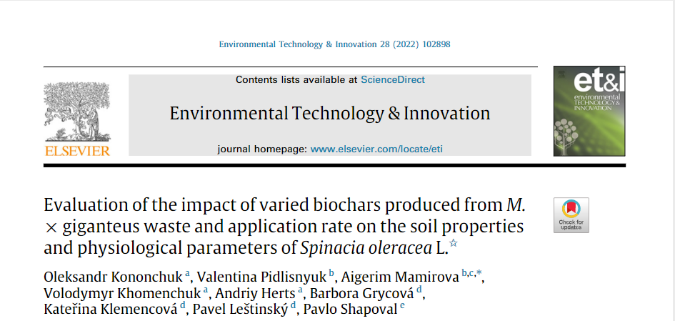 Environmental Technology & Innovation 28 (2022) 102898
Contents lists available at ScienceDirect
Environmental Technology & Innovation
journal homepage: www.elsevier.com/locate/eti
ELSEVIER
et&i
ENVIRONMENTAL
TECHNOLOGY &
INNOVATION
Evaluation of the impact of varied biochars produced from M.
× giganteus waste and application rate on the soil properties
and physiological parameters of Spinacia oleracea L.☆
Check for
updates
Oleksandr Kononchuk a, Valentina Pidlisnyuk b, Aigerim Mamirova b,c,*,
Volodymyr Khomenchuk a, Andriy Herts a, Barbora Grycová d,
Kateřina Klemencová d, Pavel Leštinský d, Pavlo Shapoval e